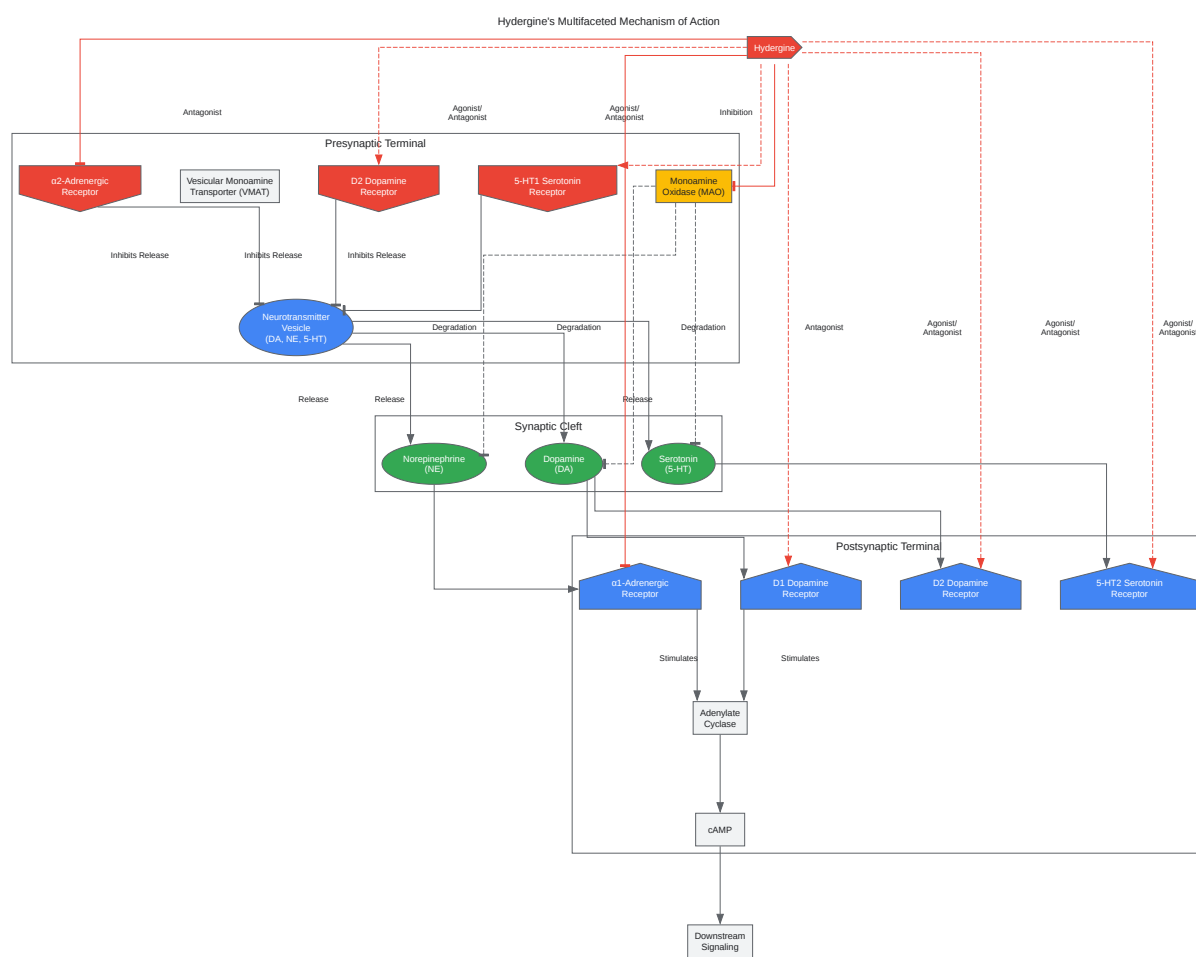 Hydergine's Multifaceted Mechanism of Action
Hydergine
Antagonist
Agonist/
Antagonist
Agonist/
Antagonist
Inhibition
Presynaptic Terminal
α2-Adrenergic
Receptor
Vesicular Monoamine
Transporter (VMAT)
D2 Dopamine
Receptor
5-HT1 Serotonin
Receptor
Monoamine
Oxidase (MAO)
Inhibits Release
Inhibits Release
Inhibits Release
Neurotransmitter
Vesicle
(DA, NE, 5-HT)
Degradation
Degradation
Degradation
Antagonist
Agonist/
Antagonist
Agonist/
Antagonist
Agonist/
Antagonist
Release
Release
Release
Synaptic Cleft
Norepinephrine
(NE)
Dopamine
(DA)
Serotonin
(5-HT)
Postsynaptic Terminal
α1-Adrenergic
Receptor
D1 Dopamine
Receptor
D2 Dopamine
Receptor
5-HT2 Serotonin
Receptor
Stimulates
Stimulates
Adenylate
Cyclase
cAMP
Downstream
Signaling